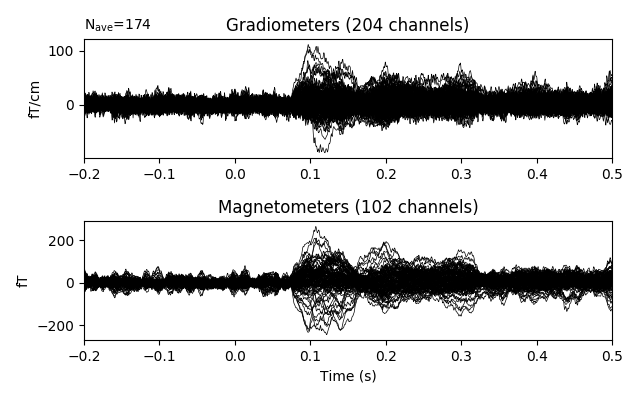 N_ave=174
Gradiometers (204 channels)
100
0
fT/cm
−0.2 −0.1 0.0 0.1 0.2 0.3 0.4 0.5
Magnetometers (102 channels)
200
0
−200
fT
−0.2 −0.1 0.0 0.1 0.2 0.3 0.4 0.5
Time (s)